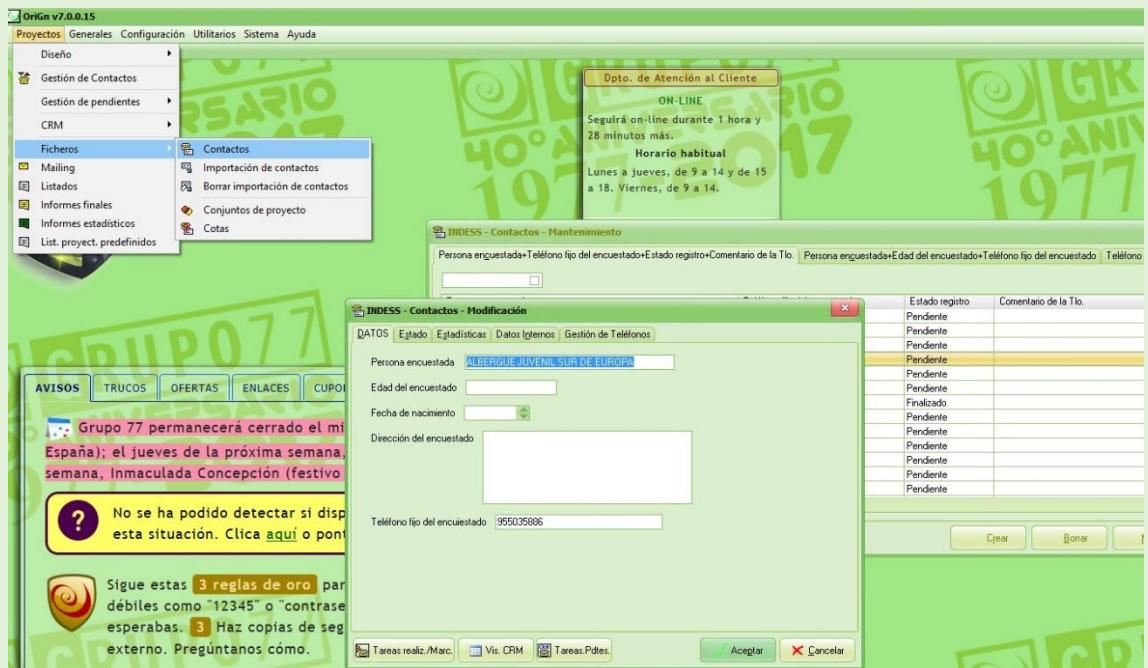 OriGn v7.0.0.15
Proyectos Generales Configuración Utilitarios Sistema Ayuda
Diseño
Gestión de Contactos
Gestión de pendientes
CRM
Ficheros
Mailing
Listados
Informes finales
Informes estadísticos
List. proyect. predefinidos
Contactos
Importación de contactos
Borrar importación de contactos
Conjuntos de proyecto
Cotas
Dpto. de Atención al Cliente
ON-LINE
Seguirá on-line durante 1 hora y
28 minutos más.
Horario habitual
Lunes a jueves, de 9 a 14 y de 15
a 18. Viernes, de 9 a 14.
INDESS - Contactos - Mantenimiento
Persona encuestada+Teléfono fijo del encuestado+Estado registro+Comentario de la Tlo. Persona encuestada+Edad del encuestado+Teléfono fijo del encuestado Teléfono
Estado registro Comentario de la Tlo.
Pendiente
Pendiente
Pendiente
Pendiente
Pendiente
Pendiente
Finalizado
Pendiente
Pendiente
Pendiente
Pendiente
Pendiente
Pendiente
Crear Borrar
INDESS - Contactos - Modificación
DATOS Estado Estadísticas Datos Internos Gestión de Teléfonos
Persona encuestada ALBERGUE JUVENIL SUR DE EUROPA
Edad del encuestado
Fecha de nacimiento
Dirección del encuestado
Teléfono fijo del encuiestado 955035886
Tareas realiz./Marc. Vis. CRM Tareas.Pdtes. Aceptar Cancelar
AVISOS TRUCOS OFERTAS ENLACES CUPO
Grupo 77 permanecerá cerrado el mi
España); el jueves de la próxima semana,
semana, Inmaculada Concepción (festivo
No se ha podido detectar si disp
esta situación. Clica aquí o pon
Sigue estas 3 reglas de oro par
débiles como "12345" o "contrase
esperabas. 3 Haz copias de seg
externo. Pregúntanos cómo.
GRUPO77
40º ANIV
1977 2017